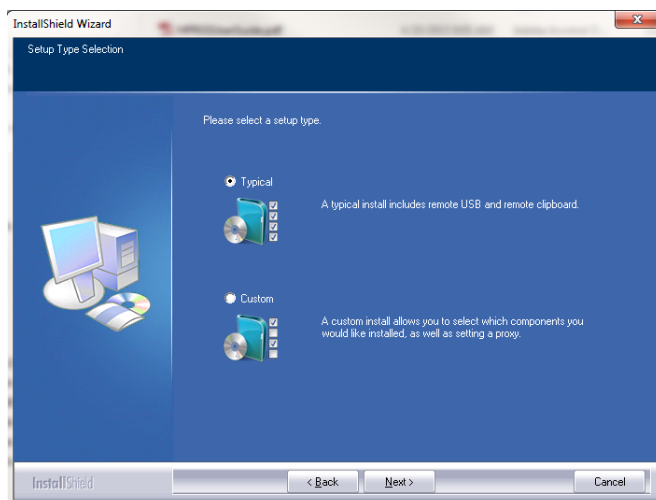 InstallShield Wizard
Setup Type Selection
Please select a setup type.
Typical
A typical install includes remote USB and remote clipboard.
Custom
A custom install allows you to select which components you
would like installed, as well as setting a proxy.
InstallShield
< Back
Next >
Cancel